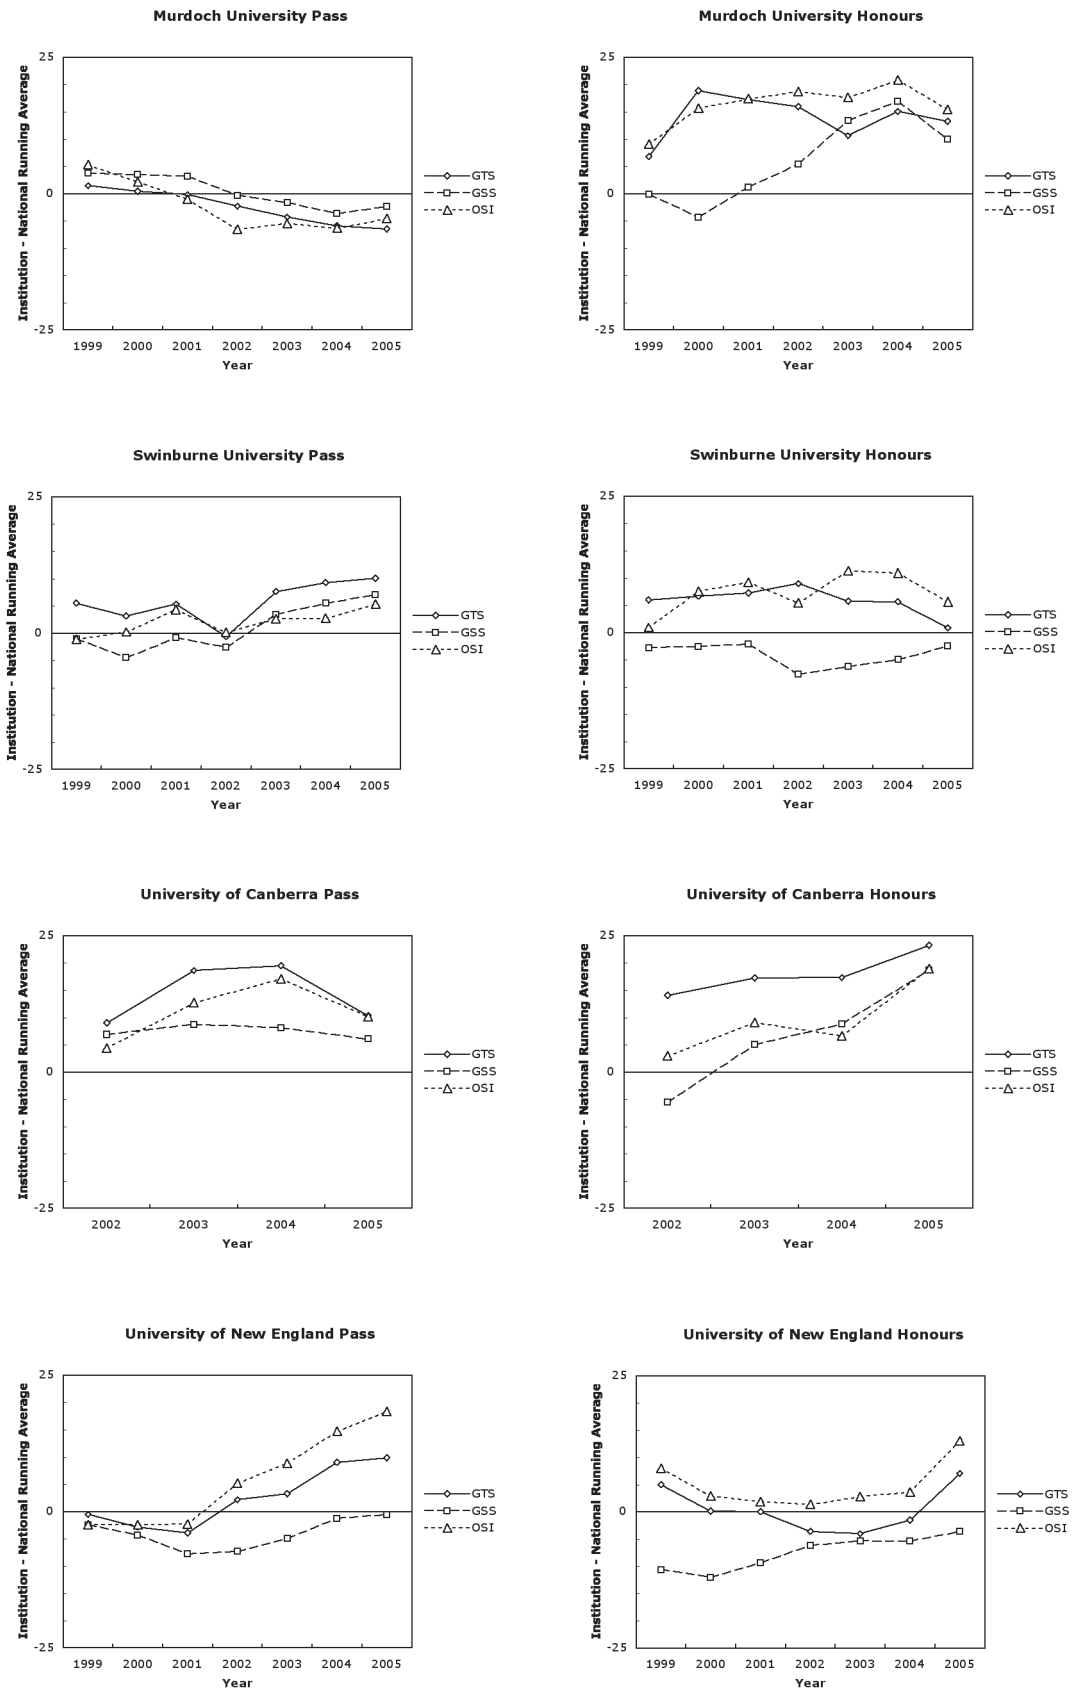 Murdoch University Pass
Institution - National Running Average
25
0
-25
1999 2000 2001 2002 2003 2004 2005
Year
GTS
GSS
OSI
Murdoch University Honours
Institution - National Running Average
25
0
-25
1999 2000 2001 2002 2003 2004 2005
Year
GTS
GSS
OSI
Swinburne University Pass
Institution - National Running Average
25
0
-25
1999 2000 2001 2002 2003 2004 2005
Year
GTS
GSS
OSI
Swinburne University Honours
Institution - National Running Average
25
0
-25
1999 2000 2001 2002 2003 2004 2005
Year
GTS
GSS
OSI
University of Canberra Pass
Institution - National Running Average
25
0
-25
2002 2003 2004 2005
Year
GTS
GSS
OSI
University of Canberra Honours
Institution - National Running Average
25
0
-25
2002 2003 2004 2005
Year
GTS
GSS
OSI
University of New England Pass
Institution - National Running Average
25
0
-25
1999 2000 2001 2002 2003 2004 2005
Year
GTS
GSS
OSI
University of New England Honours
Institution - National Running Average
25
0
-25
1999 2000 2001 2002 2003 2004 2005
Year
GTS
GSS
OSI